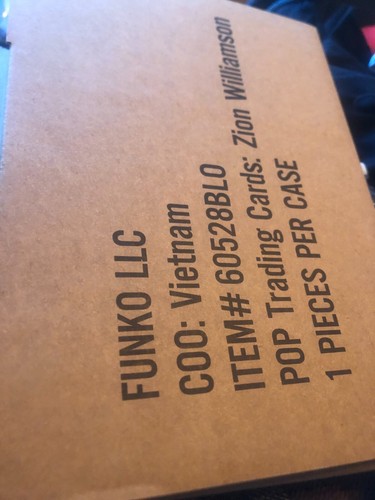 FUNKO LLC
COO: Vietnam
ITEM# 60528BLO
POP Trading Cards: Zion Williamson
1 PIECES PER CASE